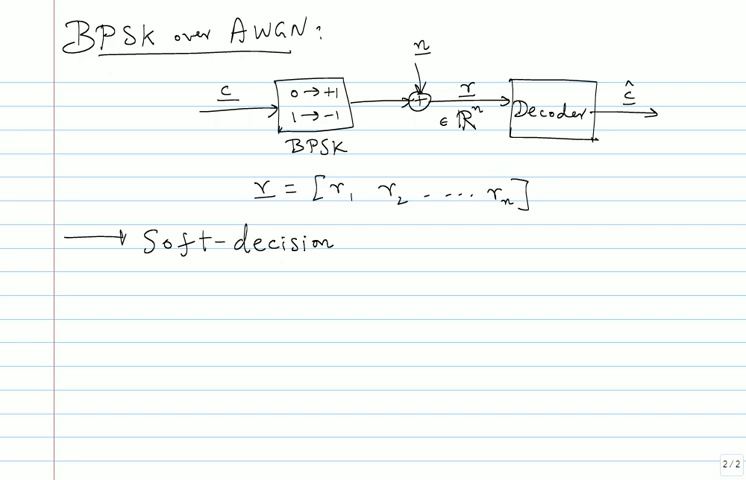 BPSK over AWGN:
n
c
0→+1
1→-1
BPSK
+
r
∈ ℝⁿ
Decoder
ĉ
r = [r₁ r₂ ..... rₙ]
→ Soft-decision
2/2